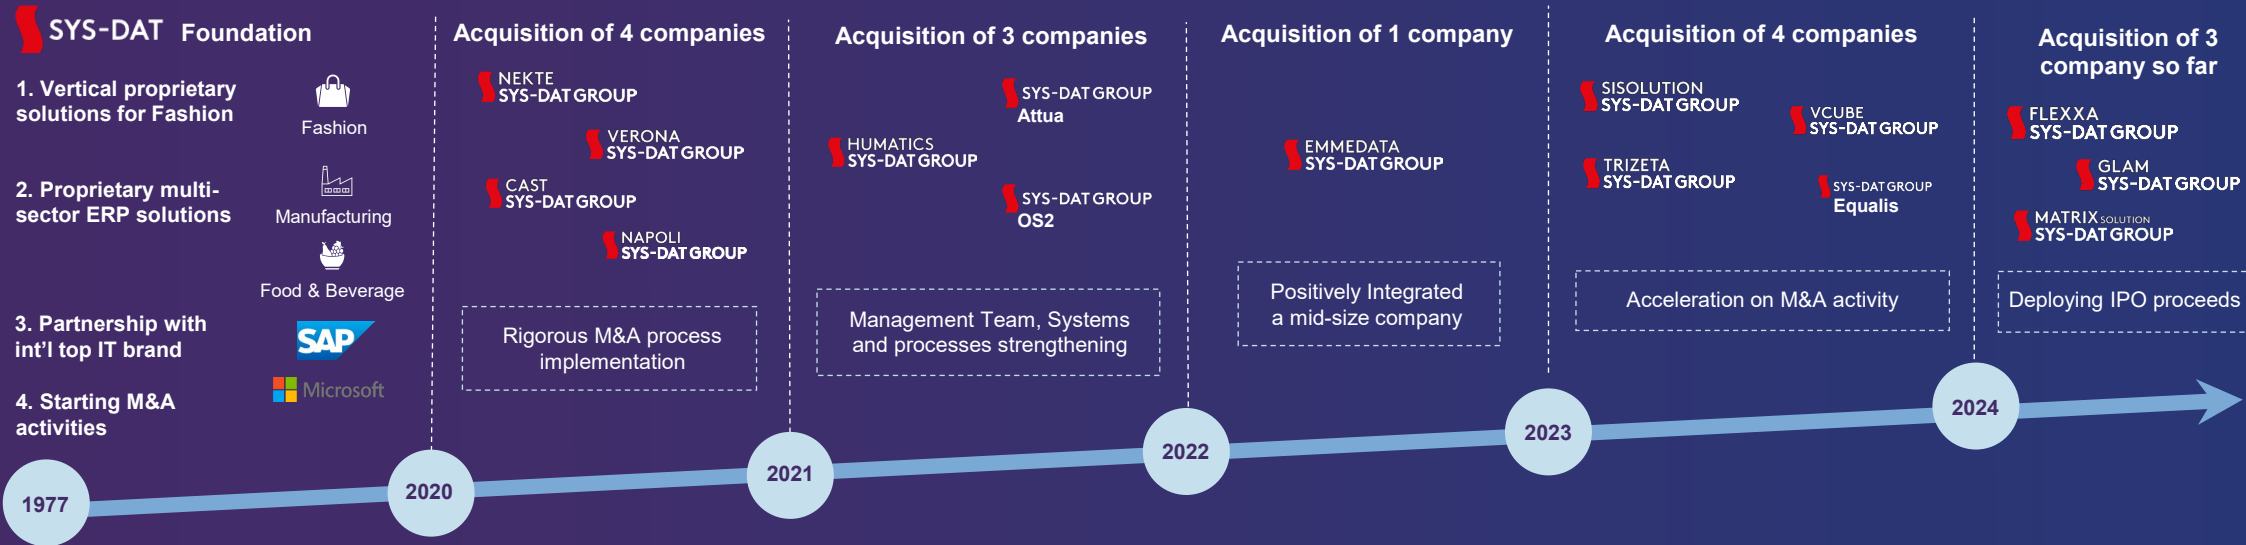 SYS-DAT Foundation
1. Vertical proprietary
solutions for Fashion
Fashion
2. Proprietary multi-
sector ERP solutions
Manufacturing
Food & Beverage
3. Partnership with
int'l top IT brand
SAP
Microsoft
4. Starting M&A
activities
1977
Acquisition of 4 companies
NEKTE
SYS-DAT GROUP
VERONA
SYS-DAT GROUP
CAST
SYS-DAT GROUP
NAPOLI
SYS-DAT GROUP
Rigorous M&A process
implementation
2020
Acquisition of 3 companies
SYS-DAT GROUP
Attua
HUMATICS
SYS-DAT GROUP
SYS-DAT GROUP
OS2
Management Team, Systems
and processes strengthening
2021
Acquisition of 1 company
EMMEDATA
SYS-DAT GROUP
Positively Integrated
a mid-size company
2022
Acquisition of 4 companies
SISOLUTION
SYS-DAT GROUP
VCUBE
SYS-DAT GROUP
TRIZETA
SYS-DAT GROUP
SYS-DAT GROUP
Equalis
Acceleration on M&A activity
2023
Acquisition of 3
company so far
FLEXXA
SYS-DAT GROUP
GLAM
SYS-DAT GROUP
MATRIX SOLUTION
SYS-DAT GROUP
Deploying IPO proceeds
2024